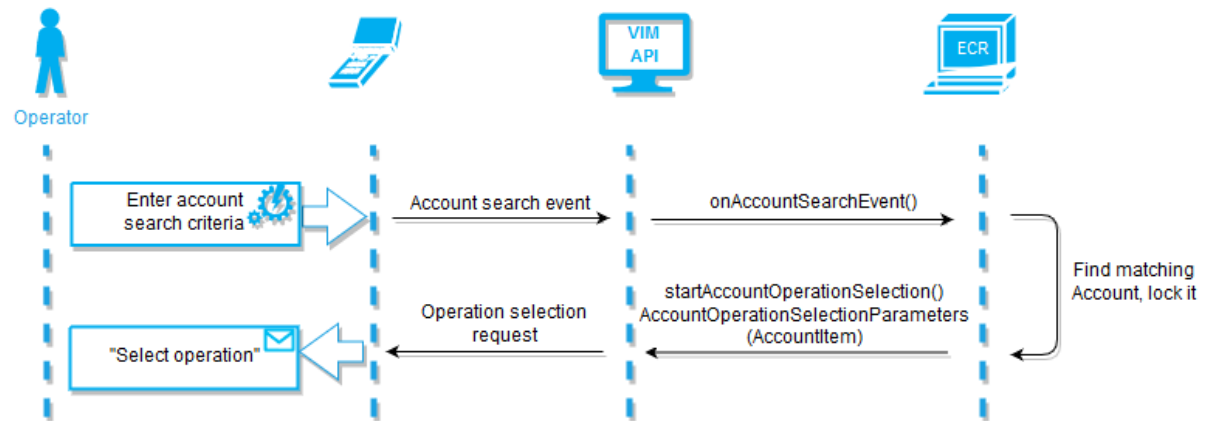 VIM
API
ECR
Operator
Enter account
search criteria
Account search event
onAccountSearchEvent()
Find matching
Account, lock it
startAccountOperationSelection()
AccountOperationSelectionParameters
(AccountItem)
Operation selection
request
"Select operation"